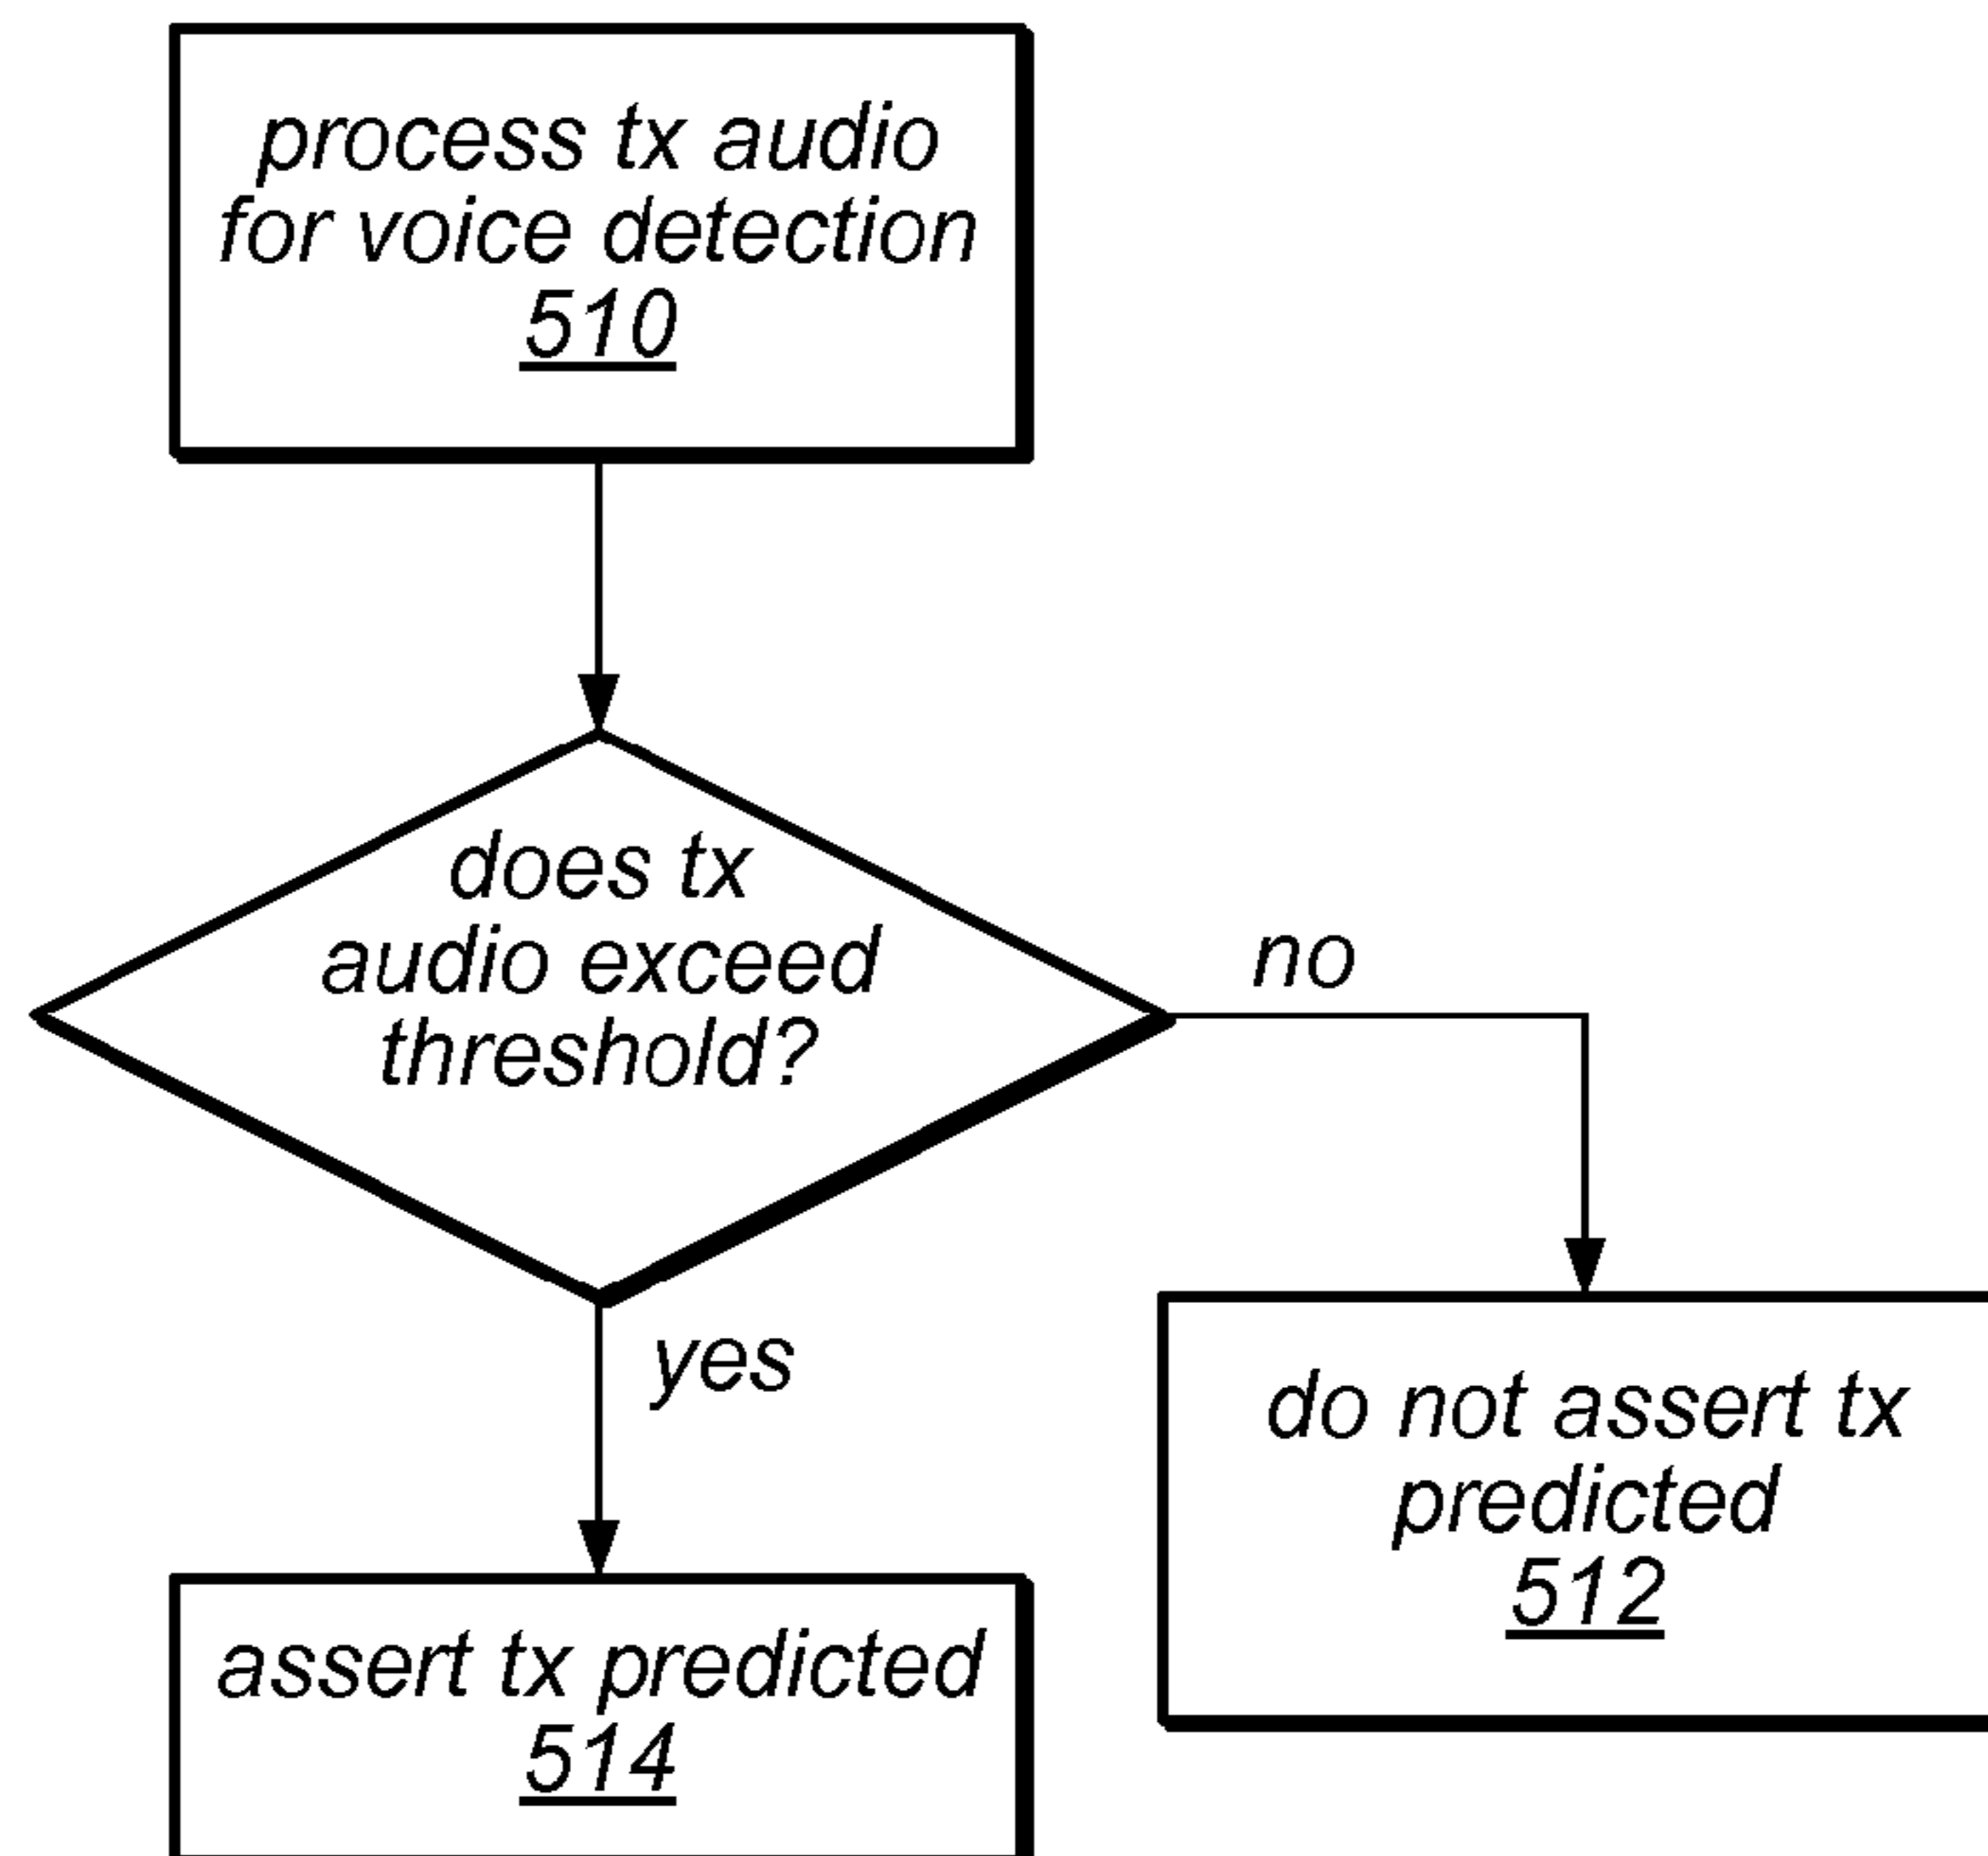 process tx audio
for voice detection
510
does tx
audio exceed
threshold?
no
yes
do not assert tx
predicted
512
assert tx predicted
514